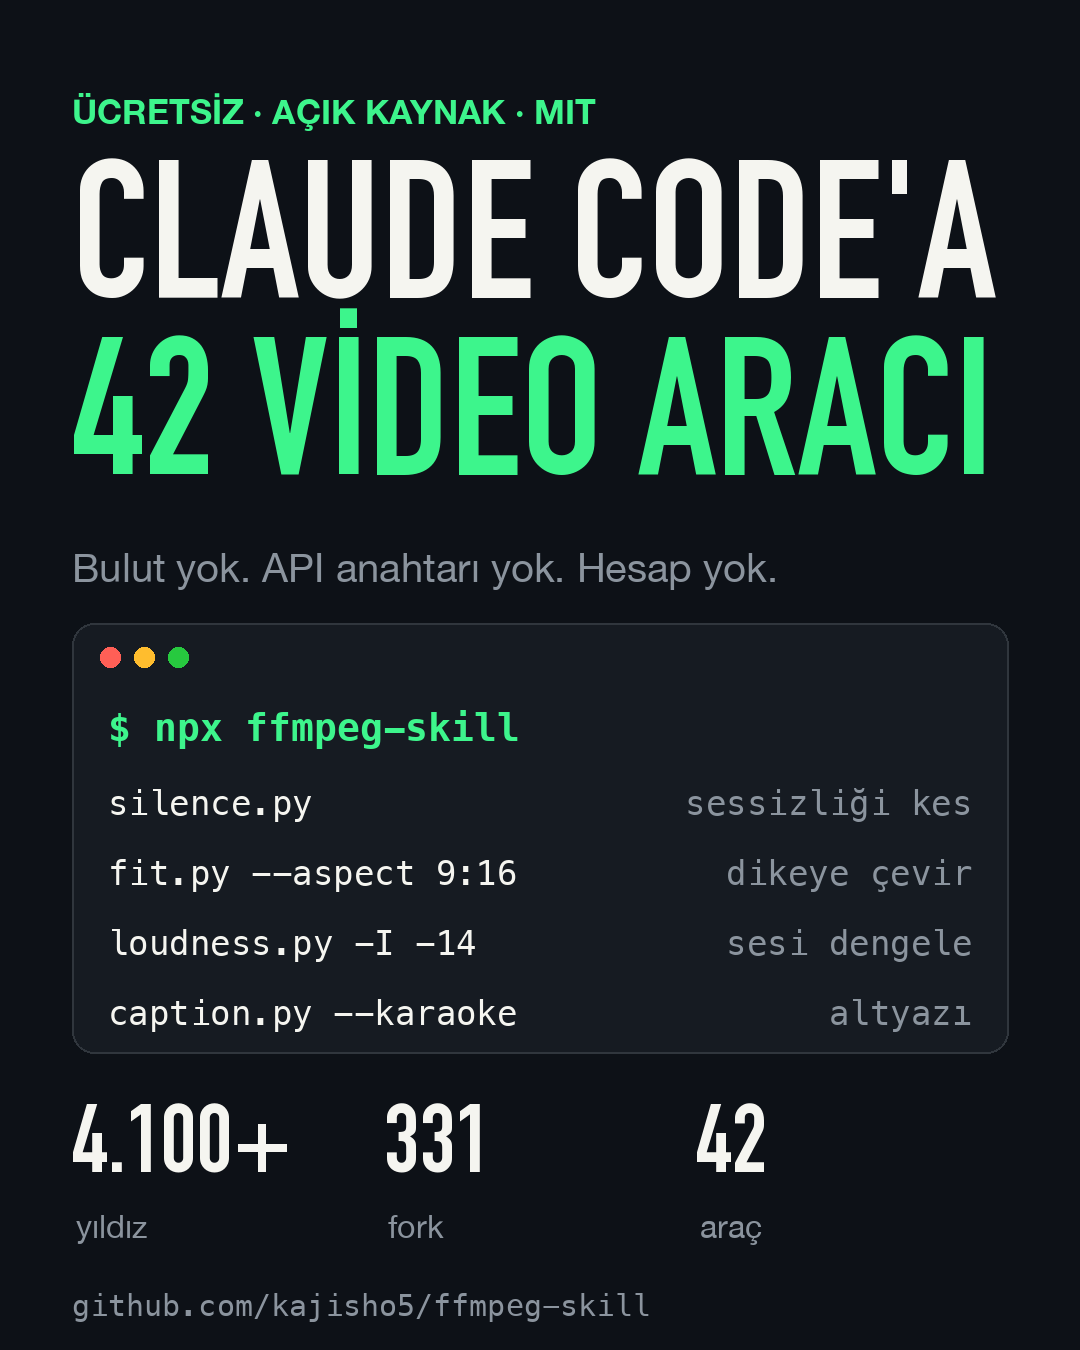 ÜCRETSİZ · AÇIK KAYNAK · MIT
CLAUDE CODE'A
42 VİDEO ARACI
Bulut yok. API anahtarı yok. Hesap yok.
$ npx ffmpeg-skill
silence.py sessizliği kes
fit.py --aspect 9:16 dikeye çevir
loudness.py -I -14 sesi dengele
caption.py --karaoke altyazı
4.100+ 331 42
yıldız fork araç
github.com/kajisho5/ffmpeg-skill